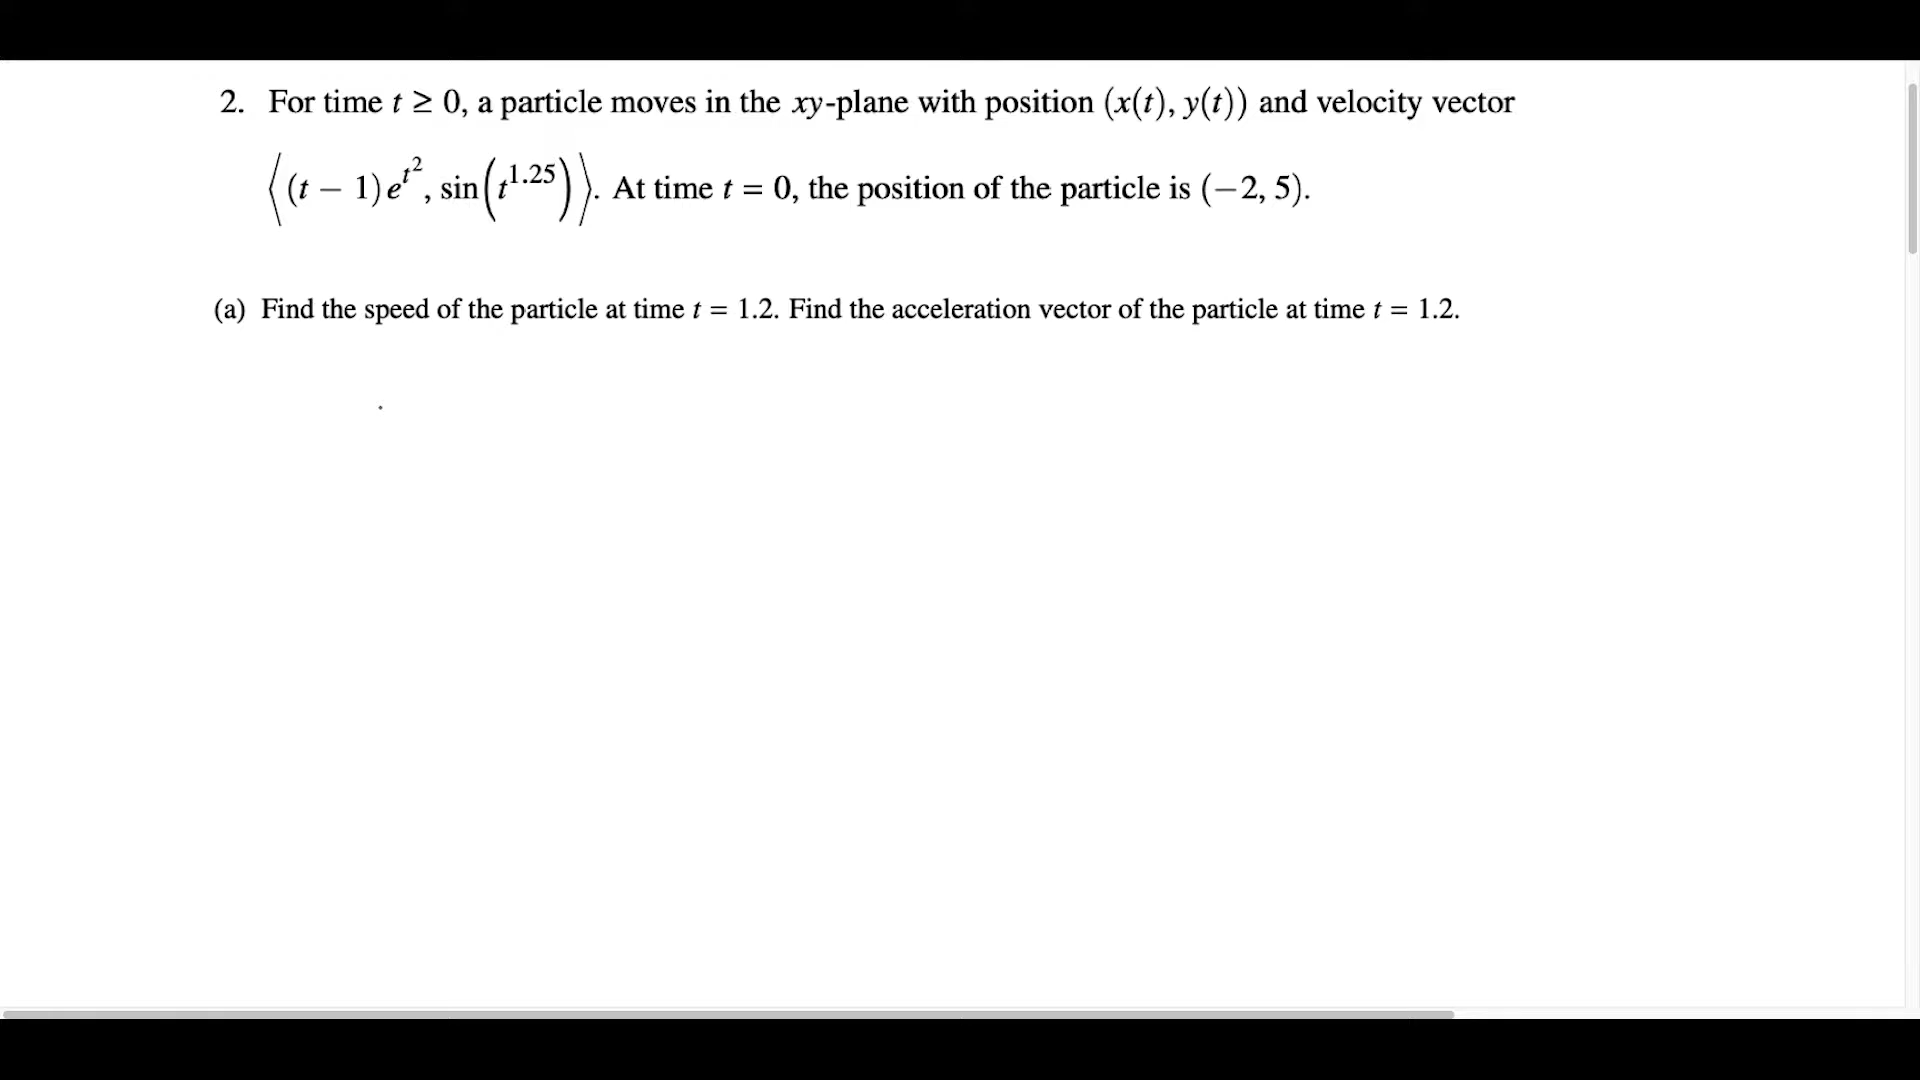 2. For time t ≥ 0, a particle moves in the xy-plane with position (x(t), y(t)) and velocity vector
⟨(t − 1)e^{t^2}, sin(t^{1.25})⟩. At time t = 0, the position of the particle is (−2, 5).
(a) Find the speed of the particle at time t = 1.2. Find the acceleration vector of the particle at time t = 1.2.